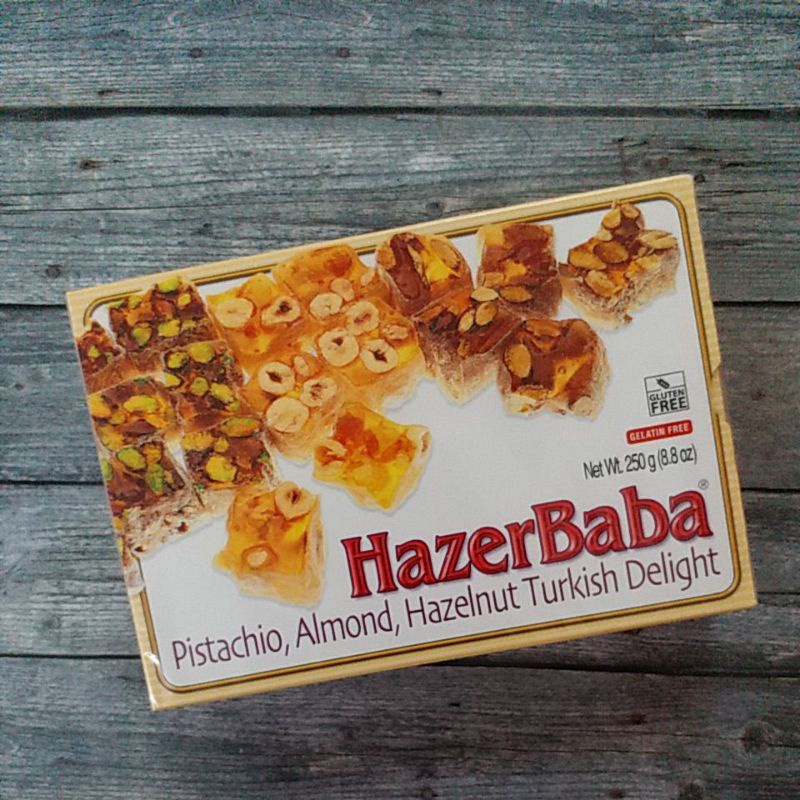 GLUTEN
FREE
GELATIN FREE
Net Wt. 250 g (8.8 oz)
HazerBaba®
Pistachio, Almond, Hazelnut Turkish Delight